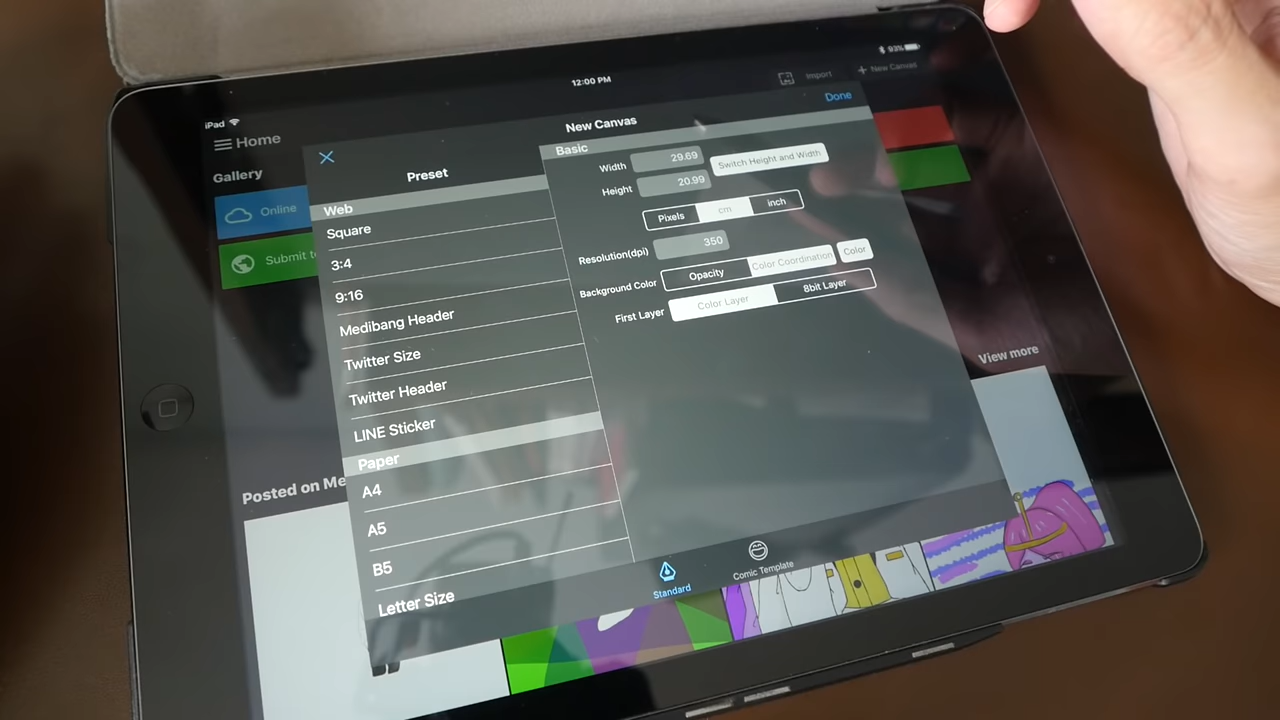 12:00 PM
93%
iPad
Import
+ New Canvas
Home
Gallery
Online
Submit t
New Canvas
Done
Preset
Web
Square
3:4
9:16
Medibang Header
Twitter Size
Twitter Header
LINE Sticker
Paper
A4
A5
B5
Letter Size
Basic
Width 29.69 Switch Height and Width
Height 20.99
Pixels cm inch
Resolution(dpi) 350
Background Color Opacity Color Coordination Color
First Layer Color Layer 8bit Layer
View more
Posted on Me
Standard
Comic Template